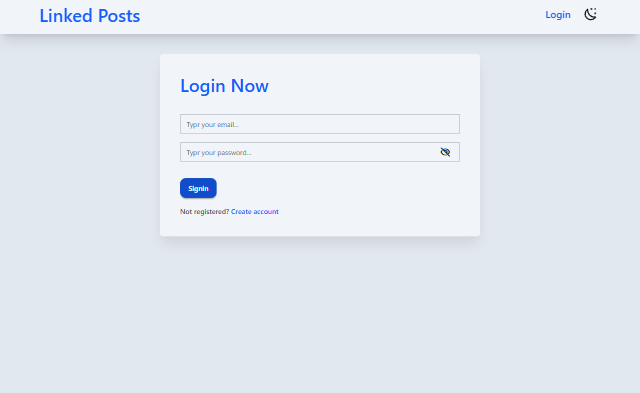 Linked Posts
Login
Login Now
Typr your email...
Typr your password...
Signin
Not registered? Create account